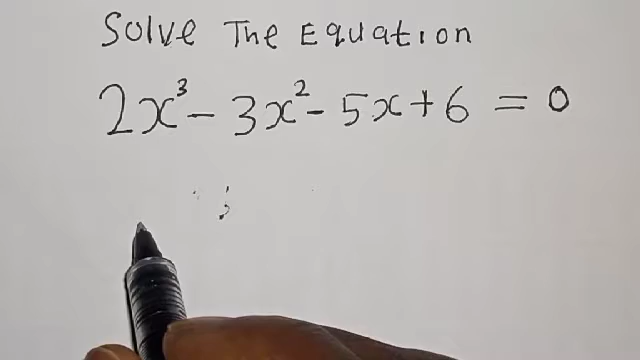 Solve The Equation
2x³ - 3x² - 5x + 6 = 0